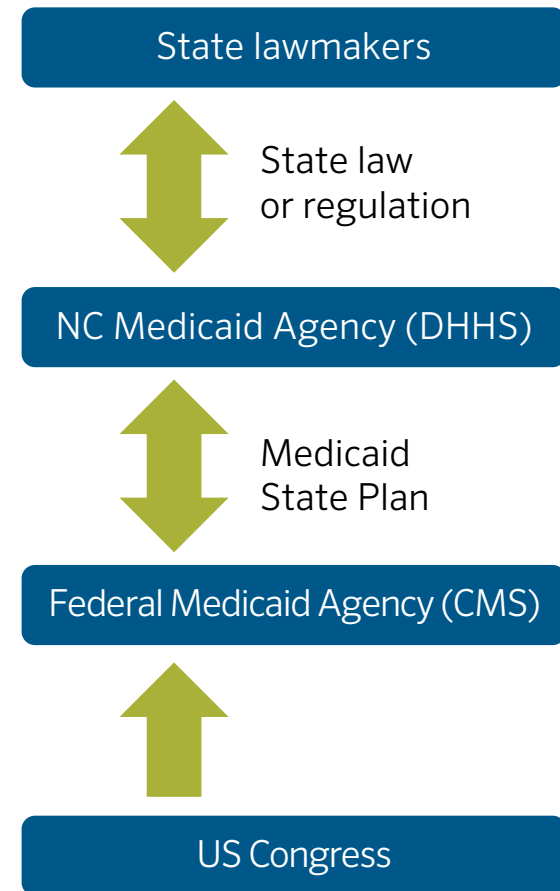 State lawmakers
State law
or regulation
NC Medicaid Agency (DHHS)
Medicaid
State Plan
Federal Medicaid Agency (CMS)
US Congress